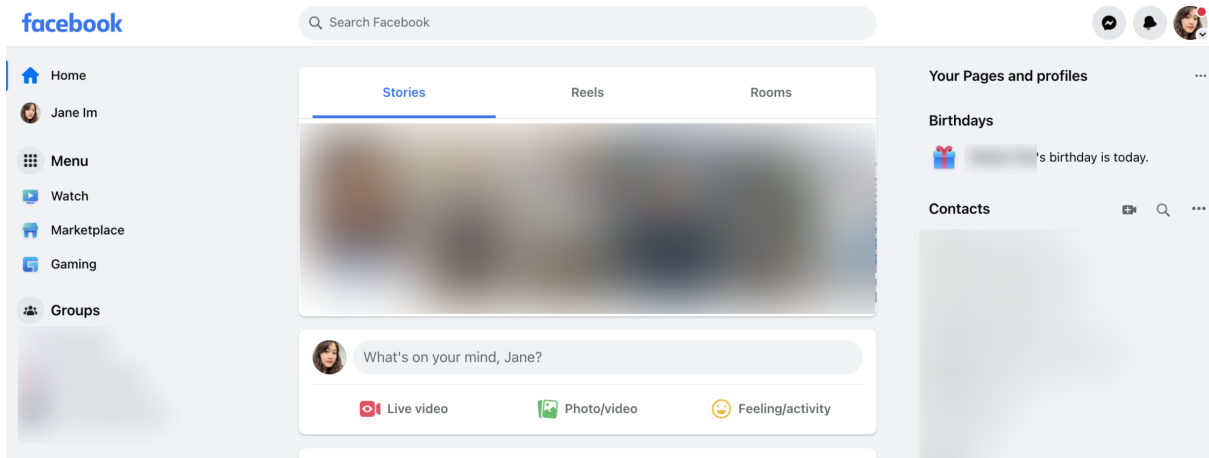 facebook
Search Facebook
Home
Jane Im
Menu
Watch
Marketplace
Gaming
Groups
Stories Reels Rooms
What's on your mind, Jane?
Live video Photo/video Feeling/activity
Your Pages and profiles
Birthdays
's birthday is today.
Contacts